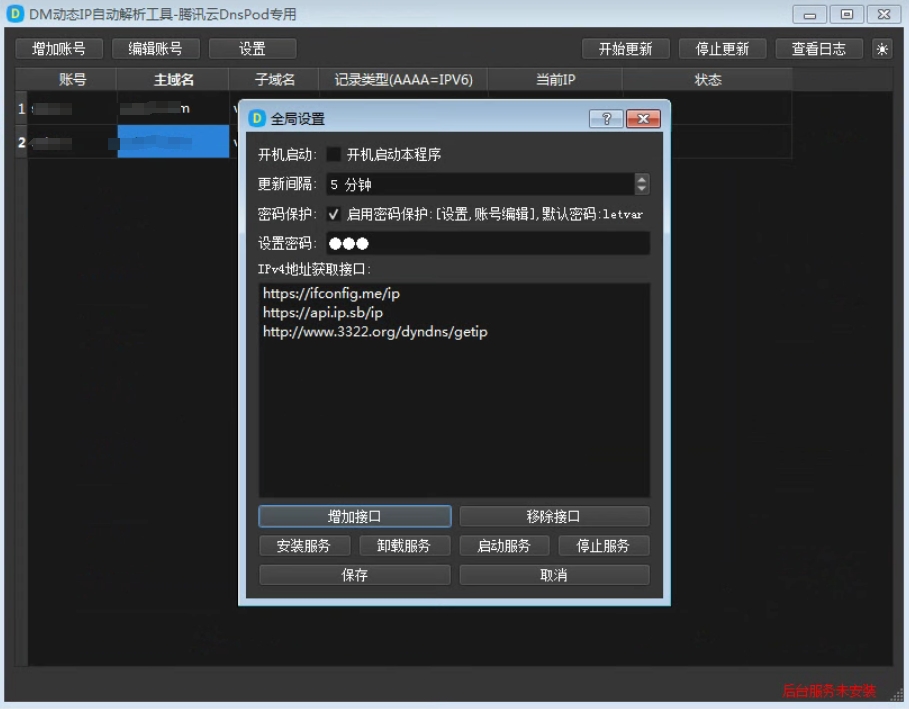 DM动态IP自动解析工具-腾讯云DnsPod专用
增加账号 编辑账号 设置 开始更新 停止更新 查看日志
账号 主域名 子域名 记录类型(AAAA=IPV6) 当前IP 状态
1
2
全局设置
开机启动: 开机启动本程序
更新间隔: 5 分钟
密码保护: 启用密码保护:[设置,账号编辑],默认密码:letvar
设置密码:
IPv4地址获取接口:
https://ifconfig.me/ip
https://api.ip.sb/ip
http://www.3322.org/dyndns/getip
增加接口 移除接口
安装服务 卸载服务 启动服务 停止服务
保存 取消
后台服务未安装